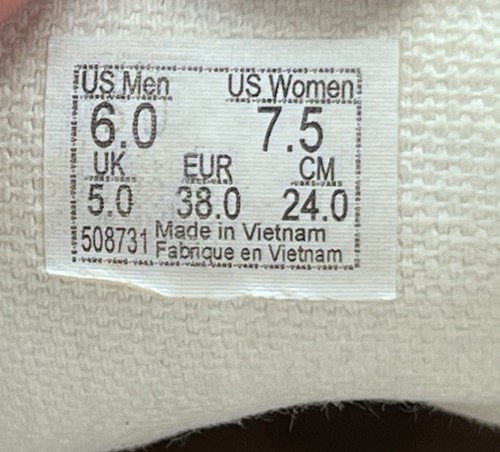 US Men US Women
6.0 7.5
UK EUR CM
5.0 38.0 24.0
508731 Made in Vietnam
Fabrique en Vietnam